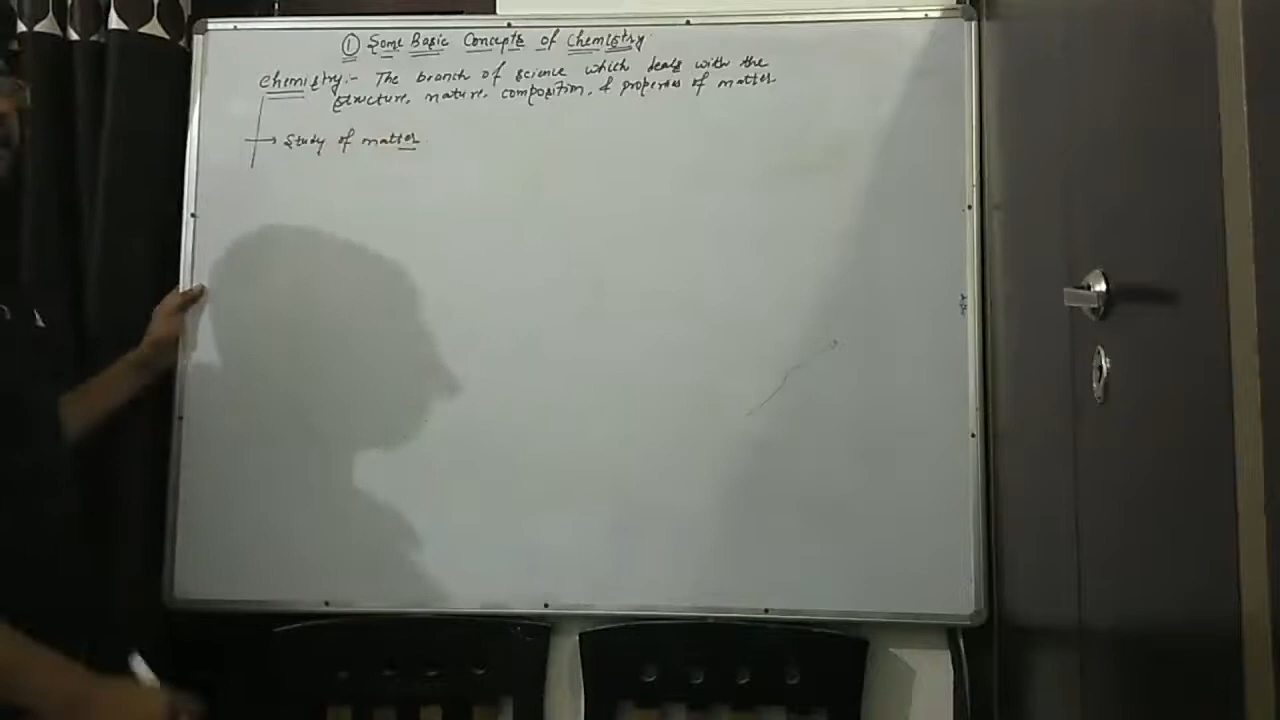 ① Some Basic Concepts of Chemistry
Chemistry:- The branch of science which deals with the
structure, nature, composition, & properties of matter
→ Study of matter